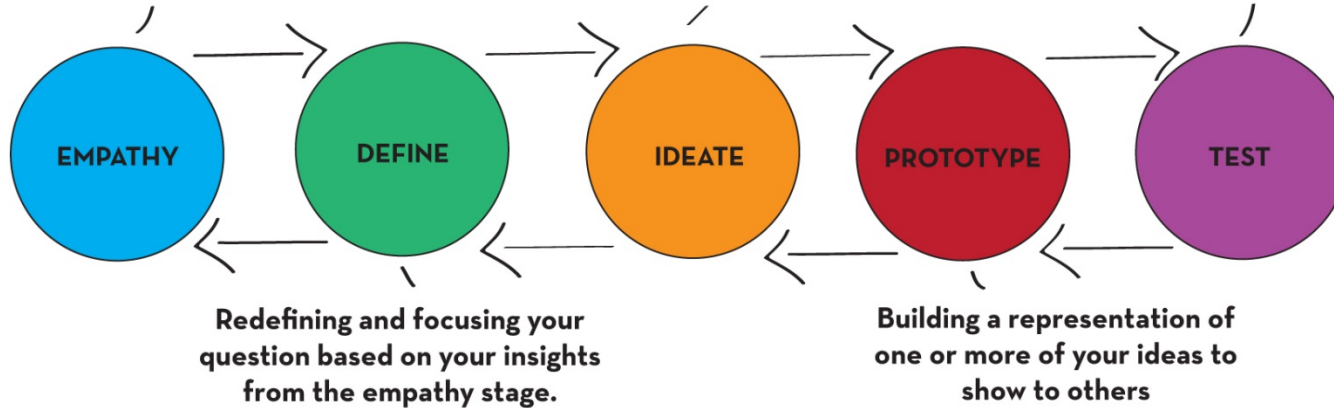 EMPATHY
DEFINE
IDEATE
PROTOTYPE
TEST
Redefining and focusing your
question based on your insights
from the empathy stage.
Building a representation of
one or more of your ideas to
show to others